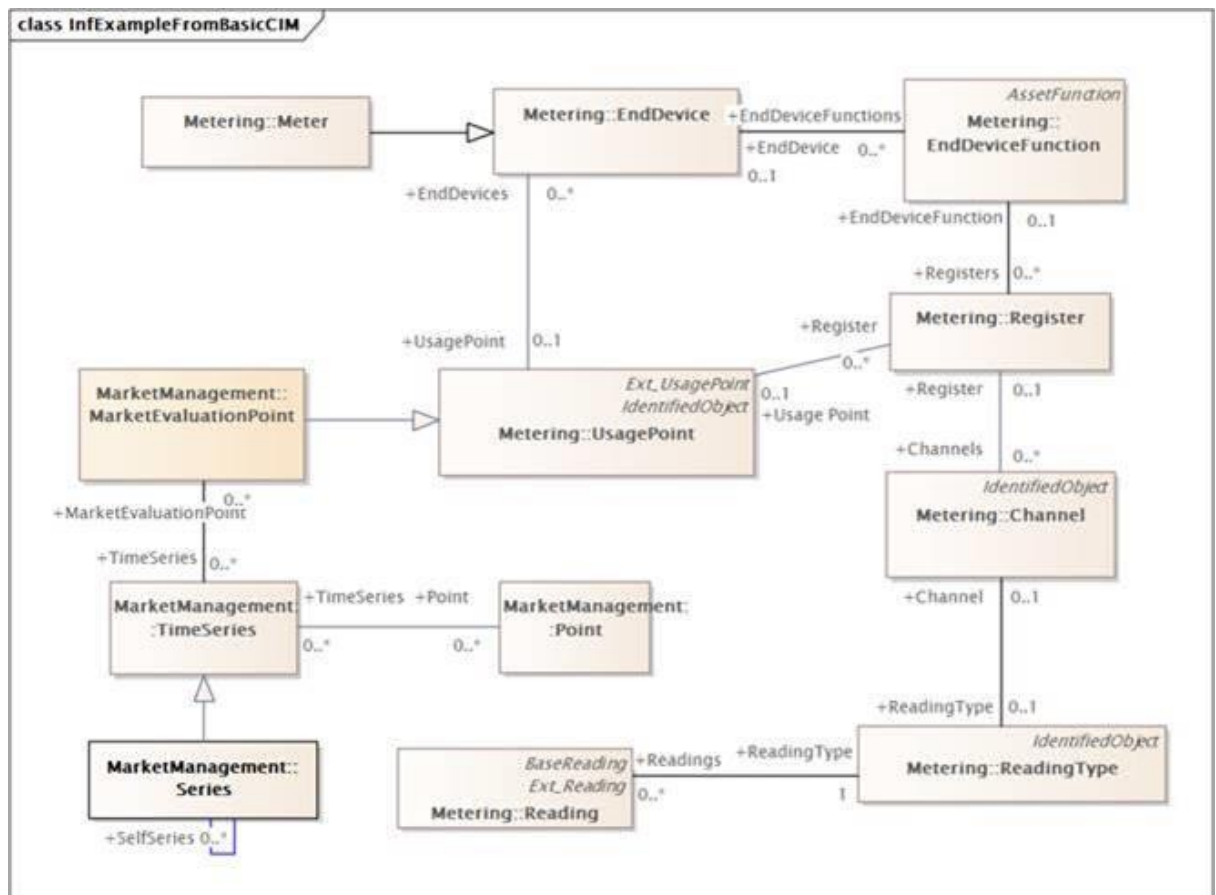 class InfExampleFromBasicCIM
Metering::Meter
Metering::EndDevice
+EndDeviceFunctions
+EndDevice 0..*
0..1
AssetFunction
Metering::
EndDeviceFunction
+EndDevices 0..*
+EndDeviceFunction 0..1
+Registers 0..*
Metering::Register
+UsagePoint 0..1
+Register
0..*
0..1
+Usage Point
+Register 0..1
MarketManagement::
MarketEvaluationPoint
Ext_UsagePoint
IdentifiedObject
Metering::UsagePoint
+Channels 0..*
IdentifiedObject
Metering::Channel
0..*
+MarketEvaluationPoint
+TimeSeries 0..*
MarketManagement:
:TimeSeries
+TimeSeries +Point
0..* 0..*
MarketManagement:
:Point
+Channel 0..1
+ReadingType 0..1
MarketManagement::
Series
+SelfSeries 0..*
BaseReading
Ext_Reading
Metering::Reading
+Readings +ReadingType
0..* 1
IdentifiedObject
Metering::ReadingType